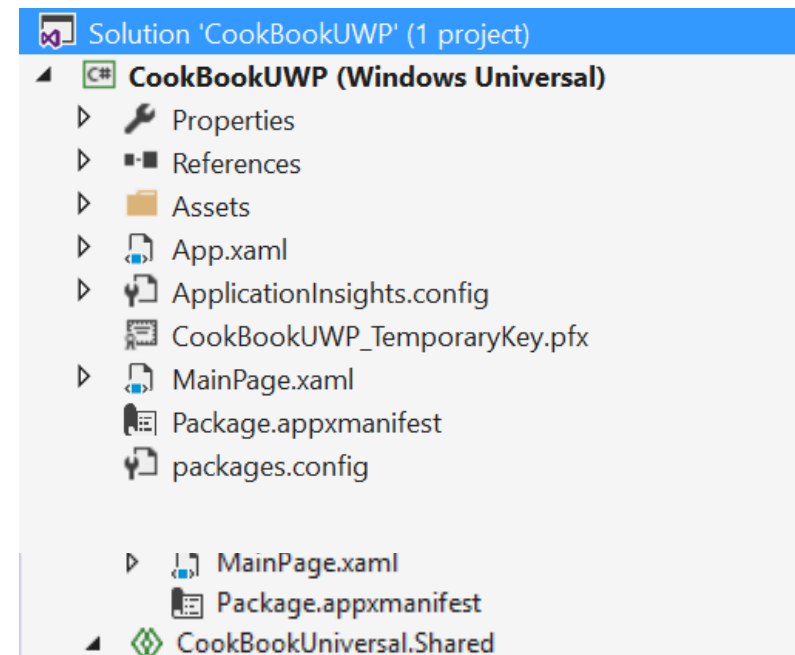 Solution 'CookBookUWP' (1 project)
C# CookBookUWP (Windows Universal)
Properties
References
Assets
App.xaml
ApplicationInsights.config
CookBookUWP_TemporaryKey.pfx
MainPage.xaml
Package.appxmanifest
packages.config
MainPage.xaml
Package.appxmanifest
CookBookUniversal.Shared